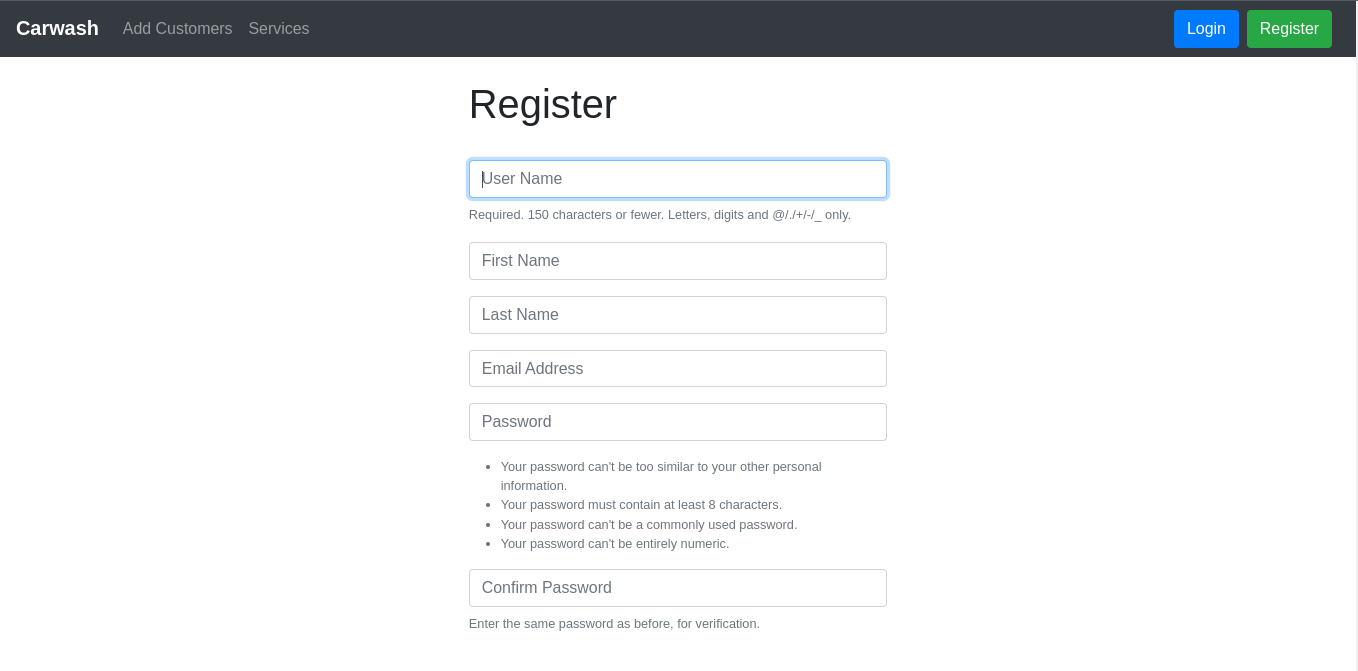 Carwash Add Customers Services Login Register
Register
User Name
Required. 150 characters or fewer. Letters, digits and @/./+/-/_ only.
First Name
Last Name
Email Address
Password
• Your password can't be too similar to your other personal
information.
• Your password must contain at least 8 characters.
• Your password can't be a commonly used password.
• Your password can't be entirely numeric.
Confirm Password
Enter the same password as before, for verification.